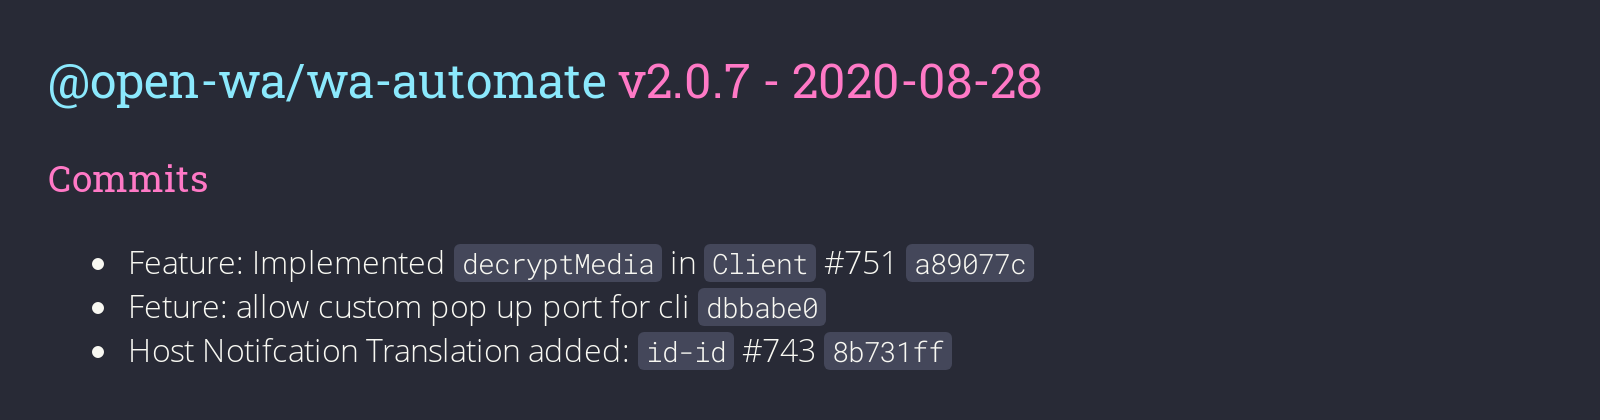 @open-wa/wa-automate v2.0.7 - 2020-08-28
Commits
Feature: Implemented decryptMedia in Client #751 a89077c
Feture: allow custom pop up port for cli dbbabe0
Host Notifcation Translation added: id-id #743 8b731ff